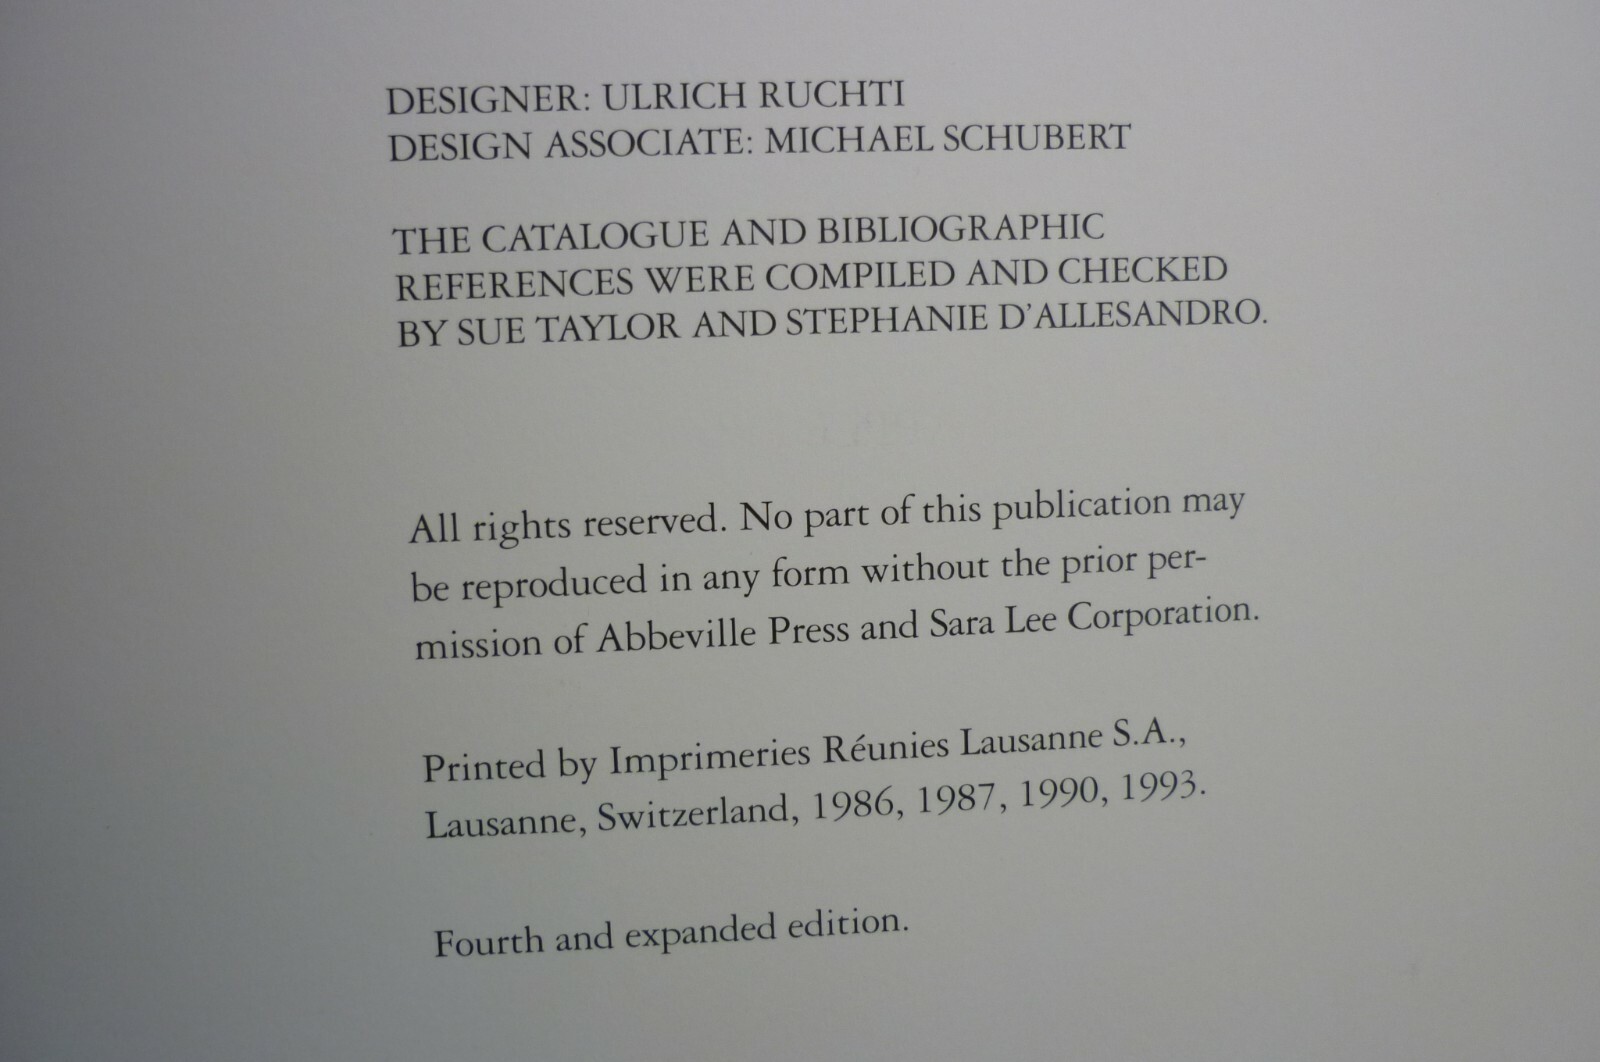 DESIGNER: ULRICH RUCHTI
DESIGN ASSOCIATE: MICHAEL SCHUBERT
THE CATALOGUE AND BIBLIOGRAPHIC
REFERENCES WERE COMPILED AND CHECKED
BY SUE TAYLOR AND STEPHANIE D'ALLESANDRO.
All rights reserved. No part of this publication may
be reproduced in any form without the prior per-
mission of Abbeville Press and Sara Lee Corporation.
Printed by Imprimeries Réunies Lausanne S.A.,
Lausanne, Switzerland, 1986, 1987, 1990, 1993.
Fourth and expanded edition.